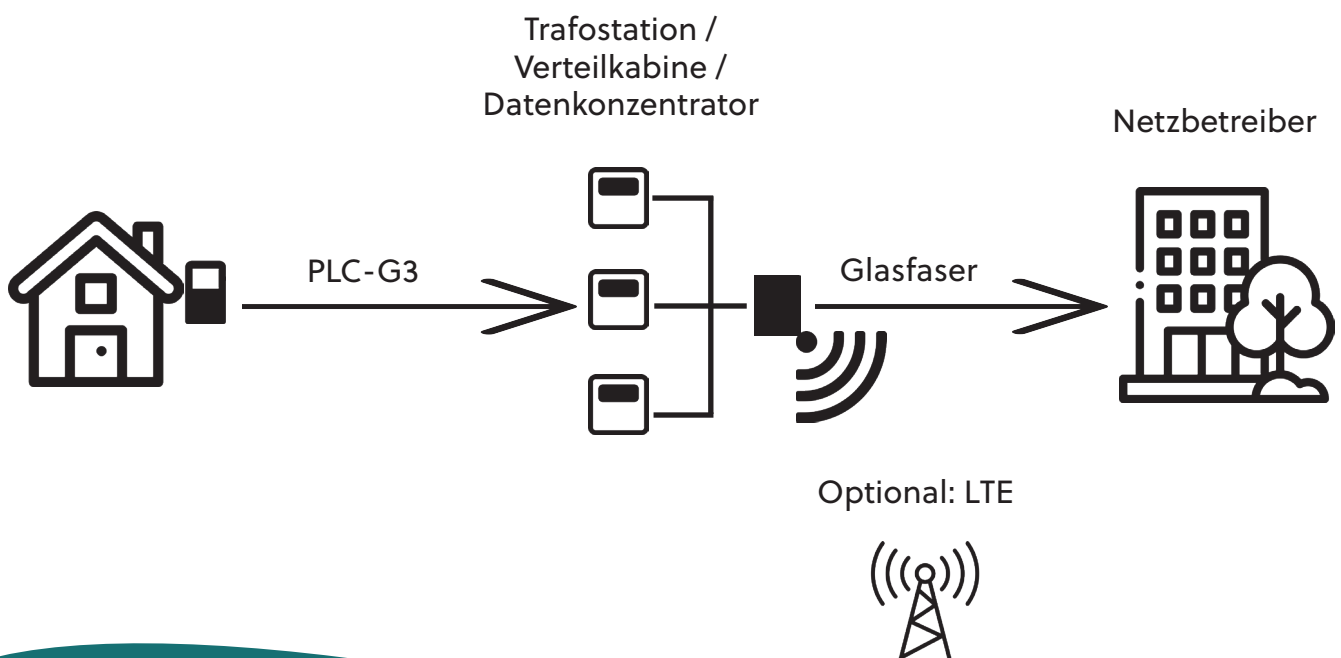 Trafostation /
Verteilkabine /
Datenkonzentrator
Netzbetreiber
PLC-G3
Glasfaser
Optional: LTE